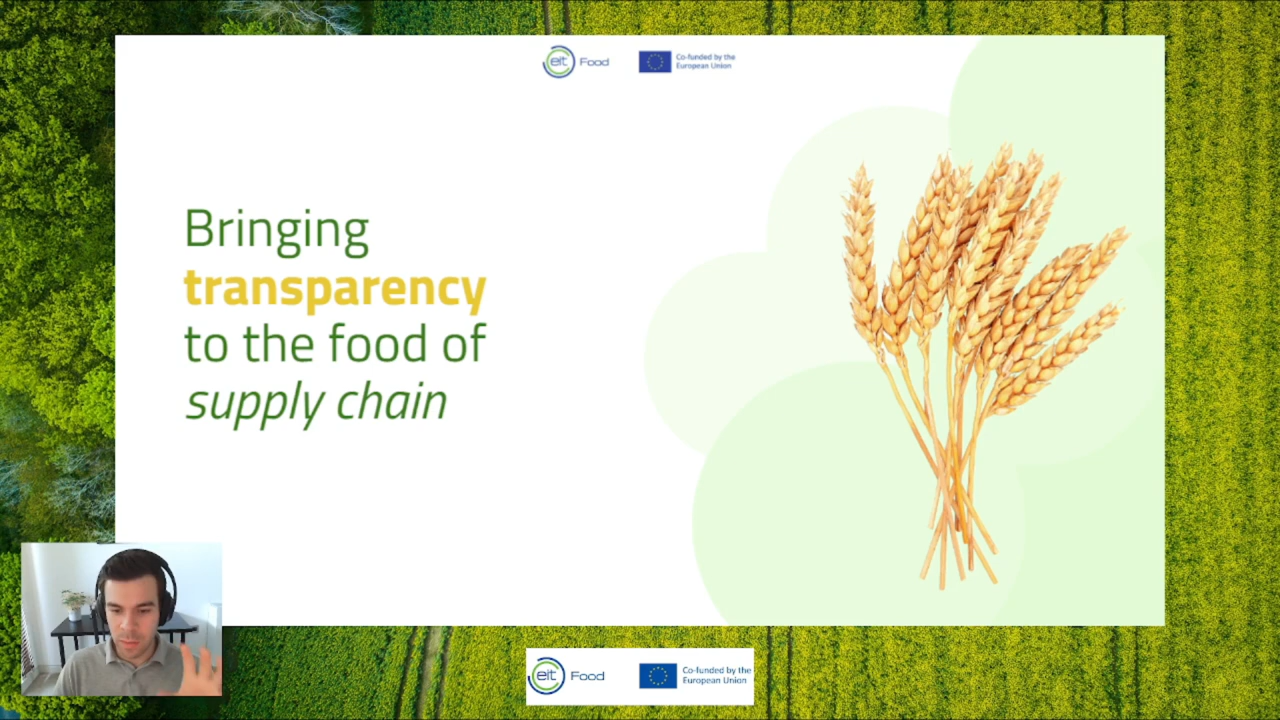 eit Food
Co-funded by the
European Union
Bringing
transparency
to the food of
supply chain
eit Food
Co-funded by the
European Union